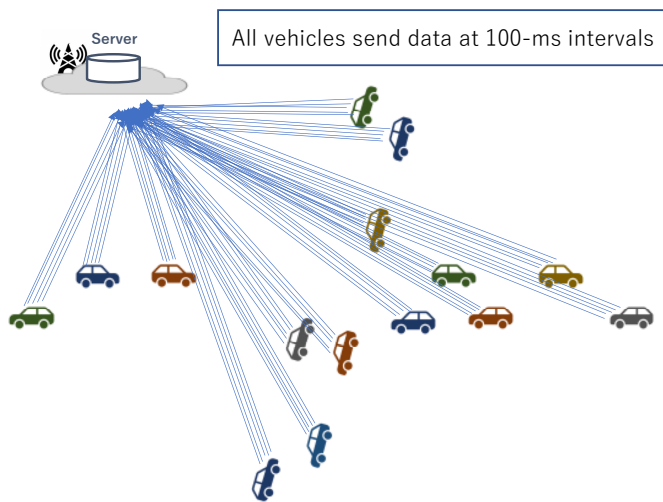 Server
All vehicles send data at 100-ms intervals